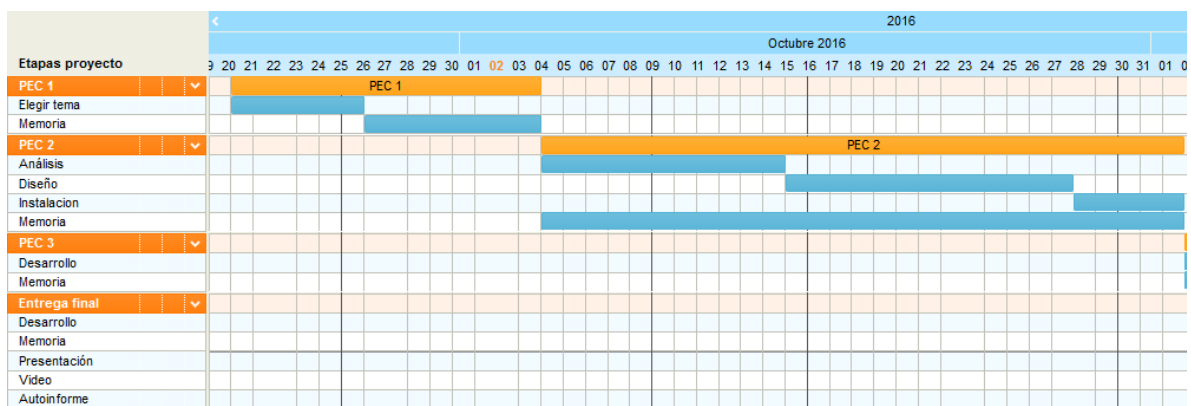 2016
Octubre 2016
Etapas proyecto 9 20 21 22 23 24 25 26 27 28 29 30 01 02 03 04 05 06 07 08 09 10 11 12 13 14 15 16 17 18 19 20 21 22 23 24 25 26 27 28 29 30 31 01 0
PEC 1 PEC 1
Elegir tema
Memoria
PEC 2 PEC 2
Análisis
Diseño
Instalacion
Memoria
PEC 3
Desarrollo
Memoria
Entrega final
Desarrollo
Memoria
Presentación
Video
Autoinforme